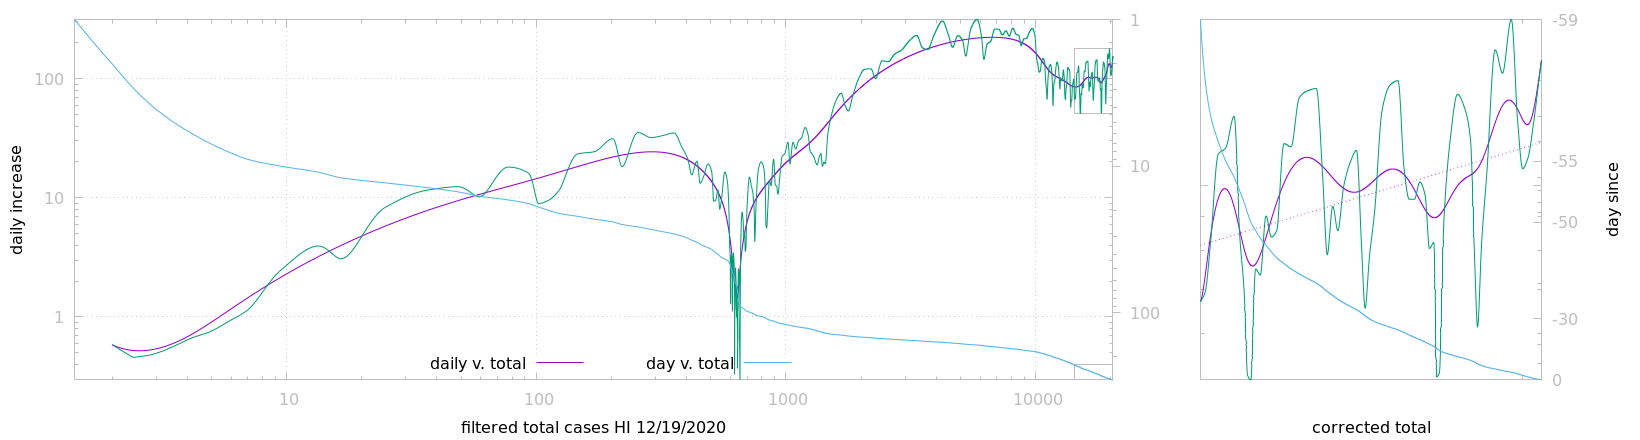 daily increase
100
10
1
daily v. total
day v. total
10
100
1000
10000
filtered total cases HI 12/19/2020
1
10
100
-59
-55
-50
-30
0
day since
corrected total